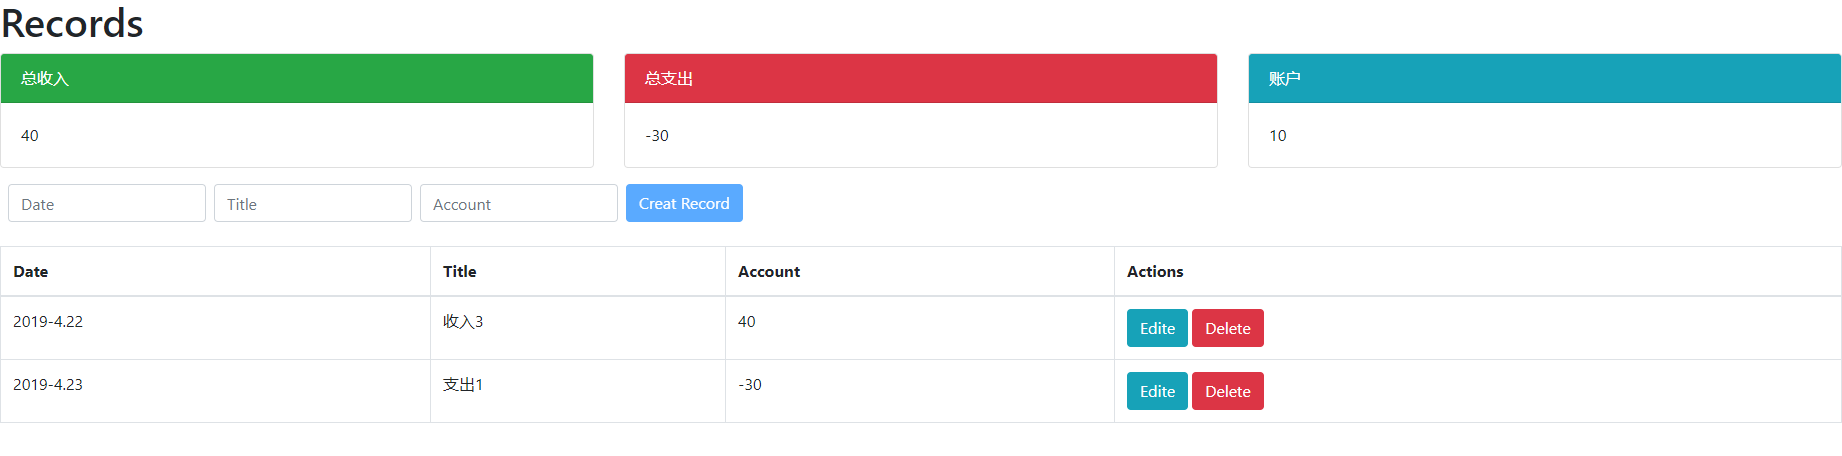 Records
总收入
总支出
账户
40
-30
10
Date
Title
Account
Creat Record
Date
Title
Account
Actions
2019-4.22
收入3
40
Edite
Delete
2019-4.23
支出1
-30
Edite
Delete